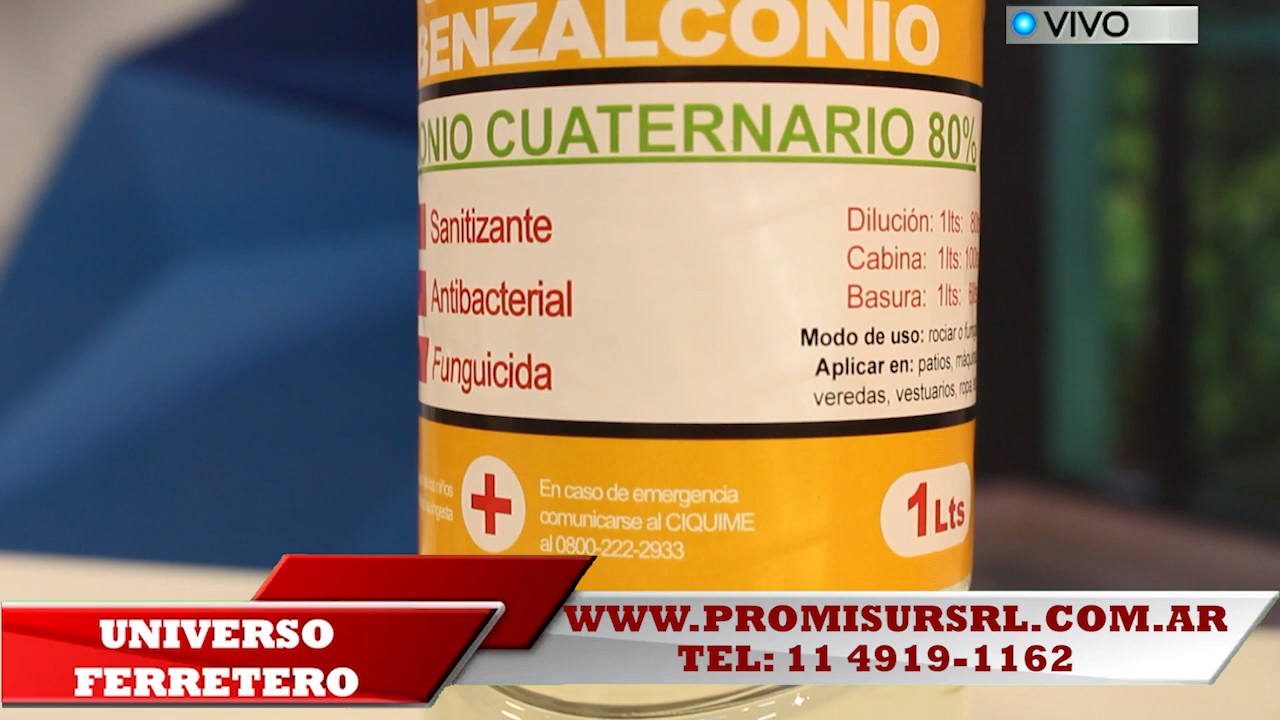 VIVO
BENZALCONIO
CUATERNARIO 80%
Sanitizante
Antibacterial
Funguicida
Dilución: 1lts:
Cabina: 1lts:
Basura: 1lts:
Modo de uso: rociar o
Aplicar en: patios,
veredas, vestuarios,
En caso de emergencia
comunicarse al CIQUIME
al 0800-222-2933
1 Lts
UNIVERSO
FERRETERO
WWW.PROMISURSRL.COM.AR
TEL: 11 4919-1162